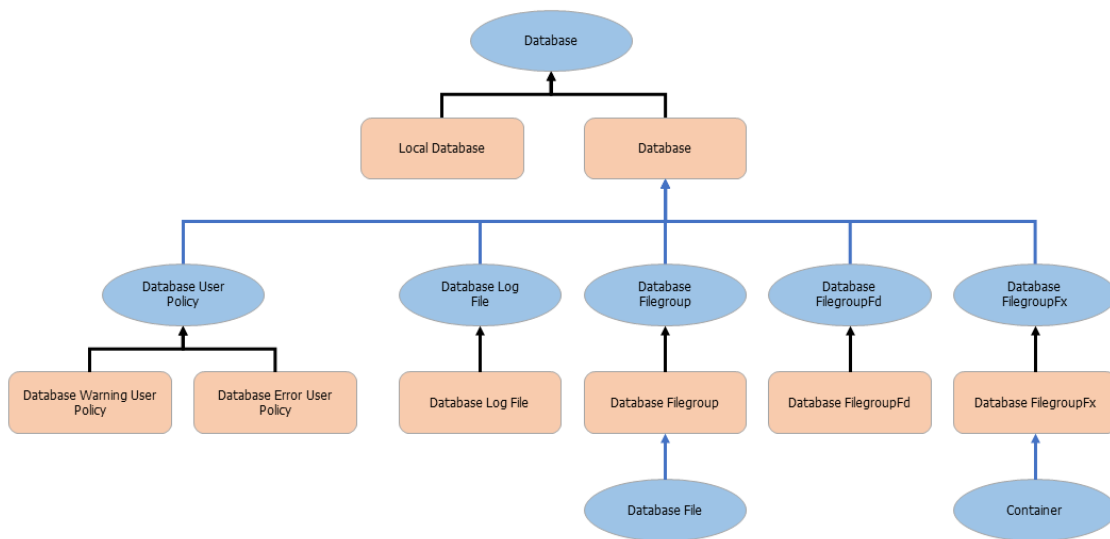 Database
Local Database
Database
Database User
Policy
Database Log
File
Database
Filegroup
Database
FilegroupFd
Database
FilegroupFx
Database Warning User
Policy
Database Error User
Policy
Database Log File
Database Filegroup
Database FilegroupFd
Database FilegroupFx
Database File
Container